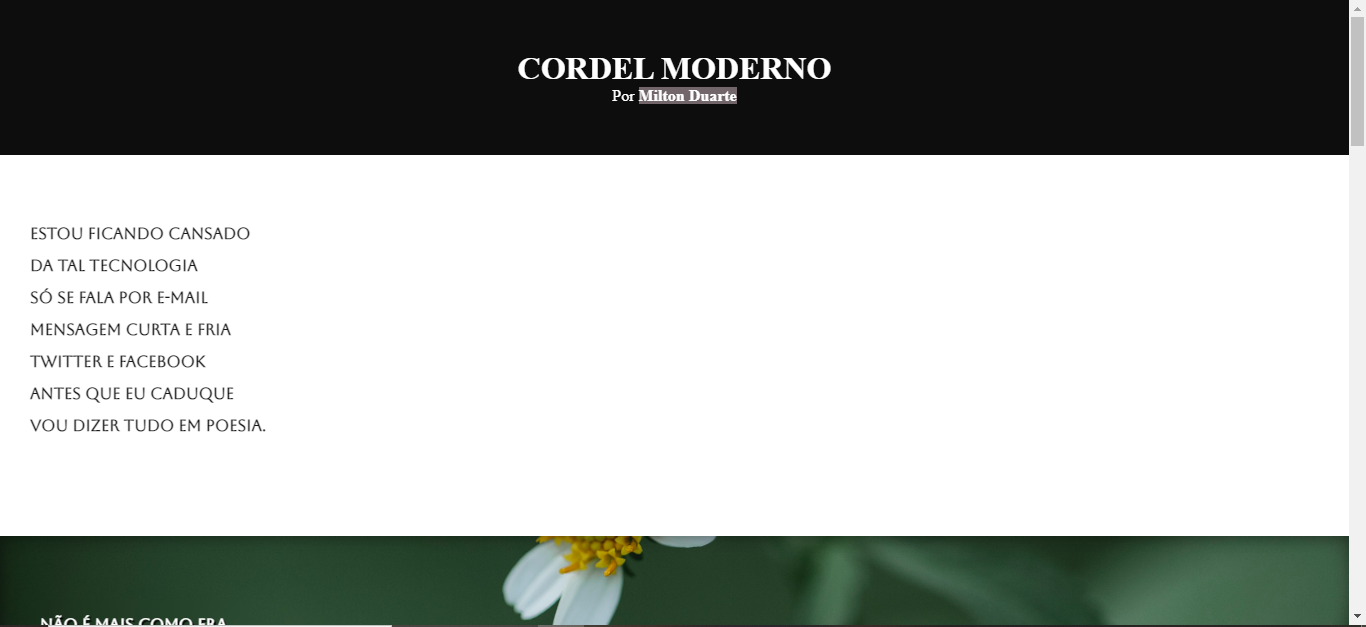 CORDEL MODERNO
Por Milton Duarte
ESTOU FICANDO CANSADO
DA TAL TECNOLOGIA
SÓ SE FALA POR E-MAIL
MENSAGEM CURTA E FRIA
TWITTER E FACEBOOK
ANTES QUE EU CADUQUE
VOU DIZER TUDO EM POESIA.
NÃO É MAIS COMO ERA